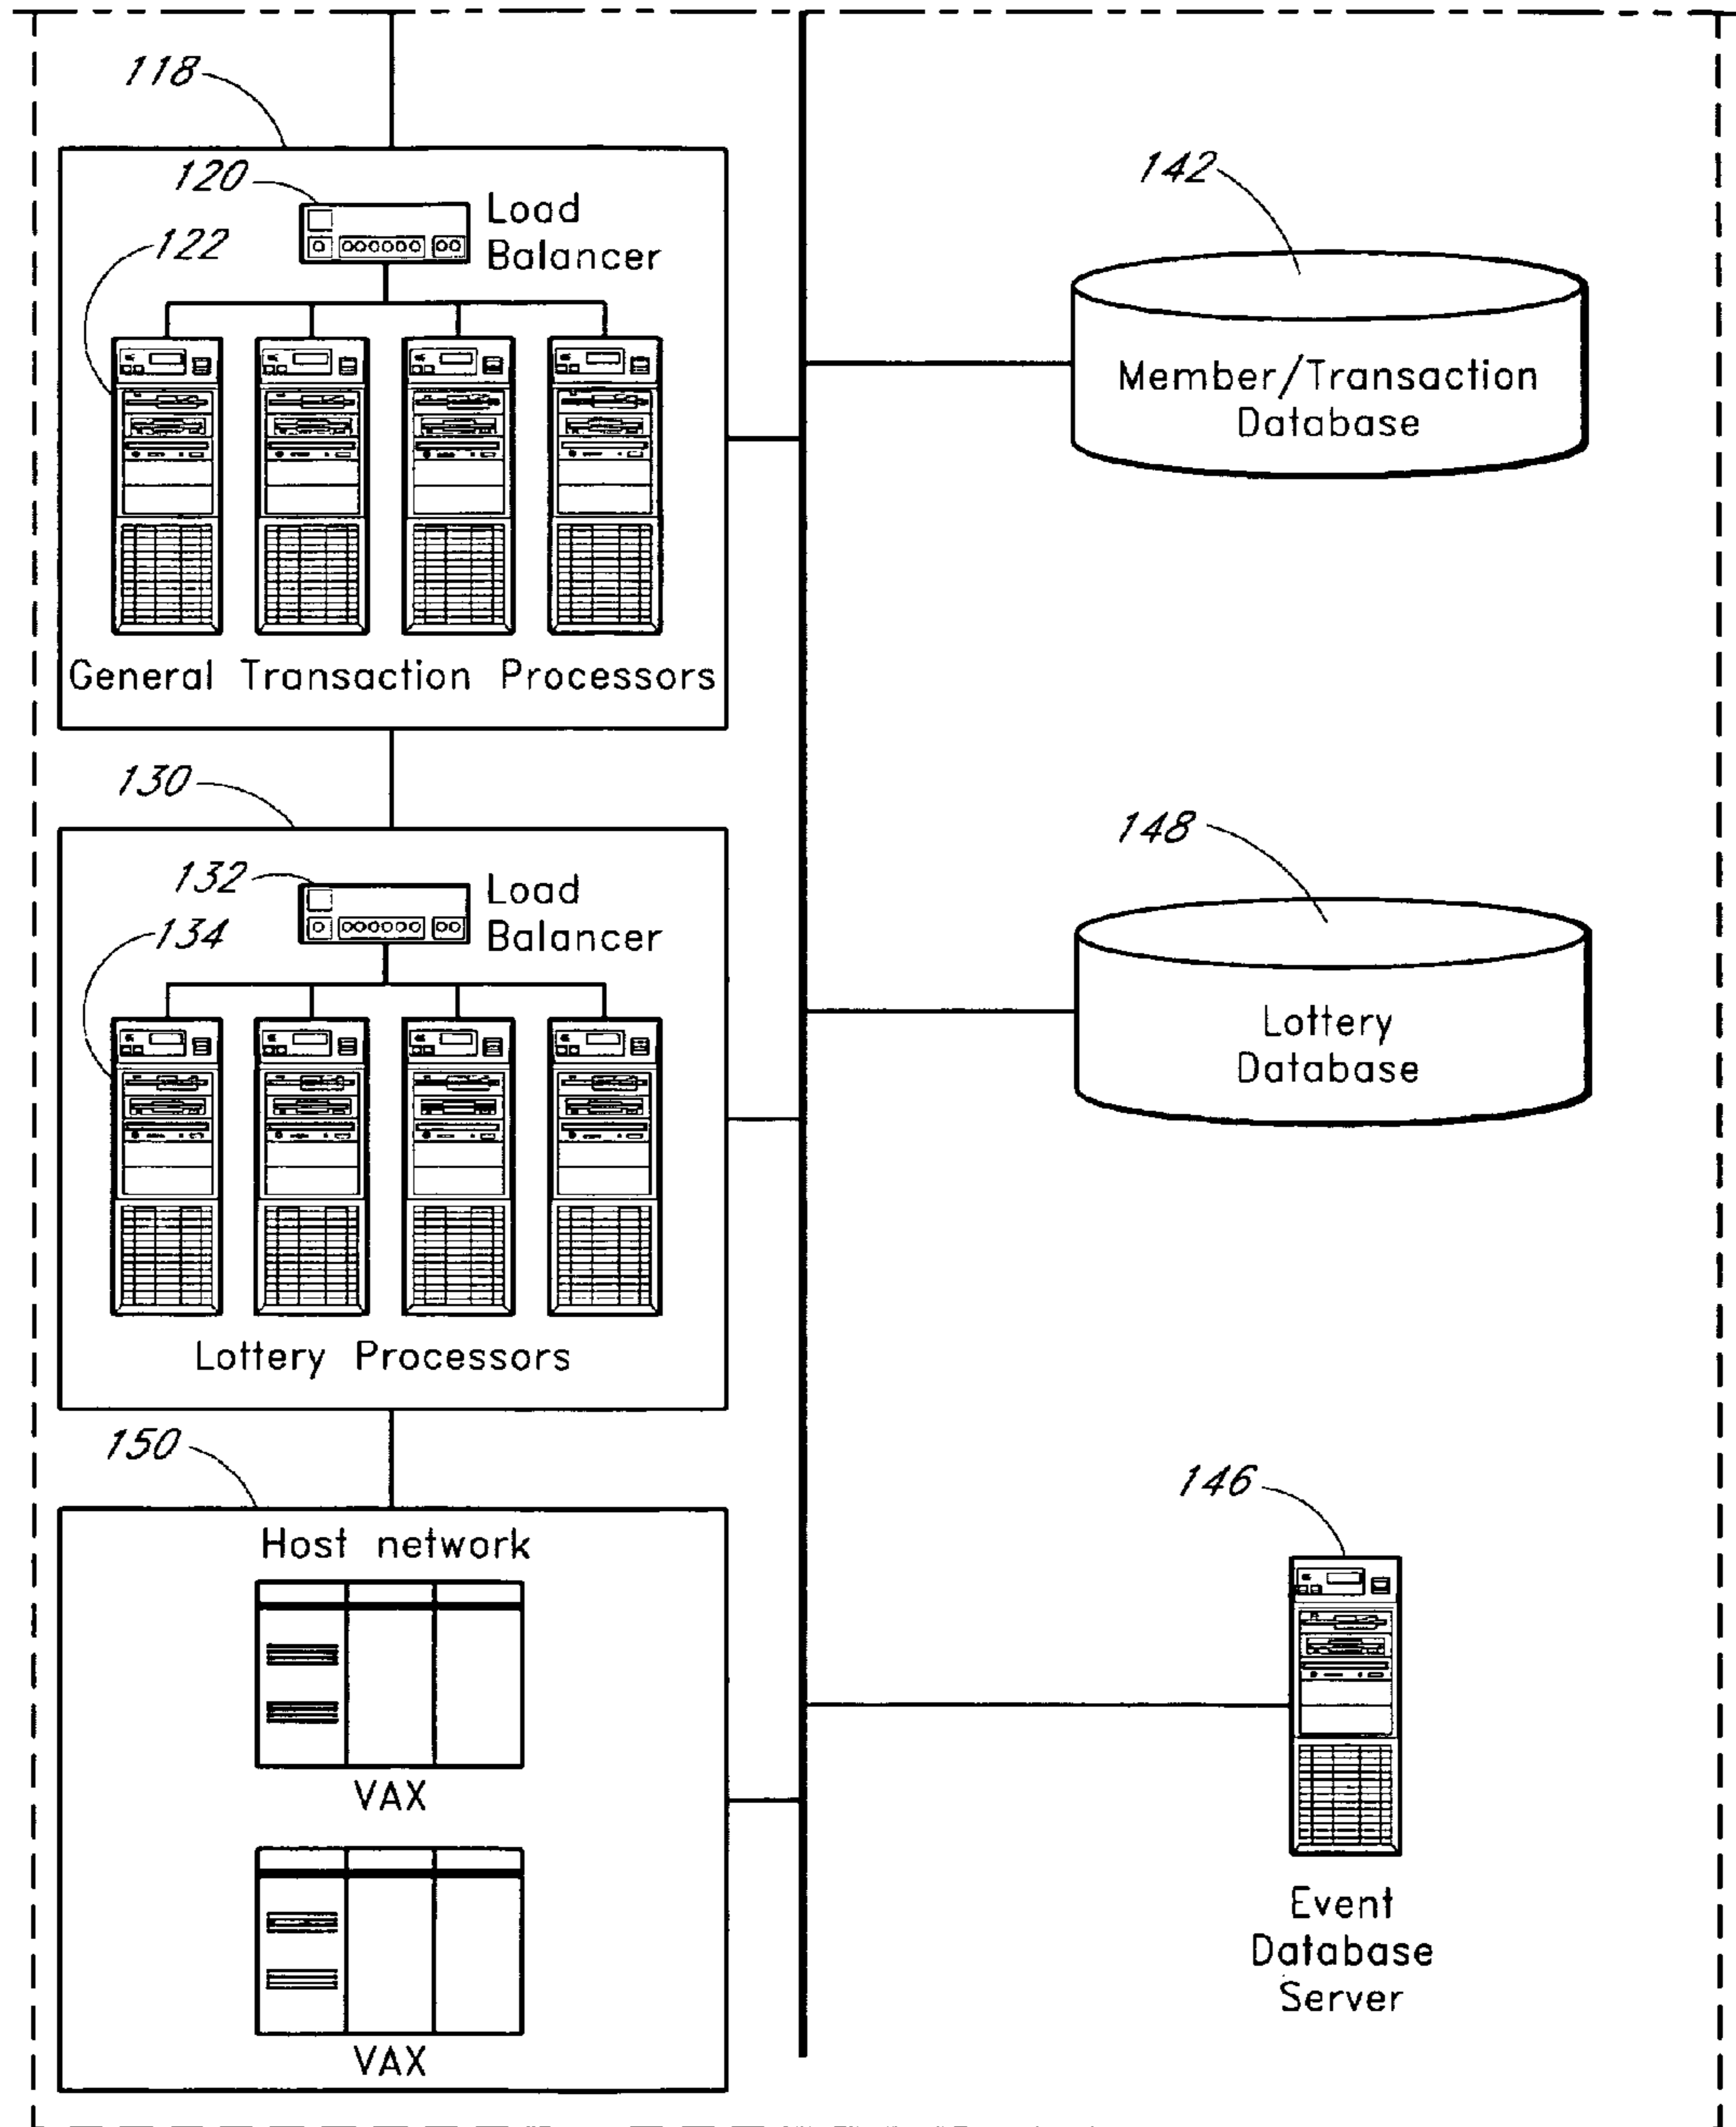 118
120
Load
Balancer
122
General Transaction Processors
130
132
Load
Balancer
134
Lottery Processors
150
Host network
VAX
VAX
142
Member/Transaction
Database
148
Lottery
Database
146
Event
Database
Server